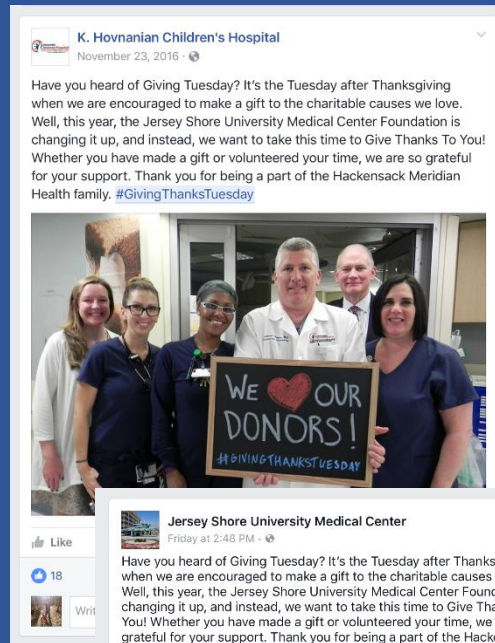 K. Hovnanian Children's Hospital
November 23, 2016
Have you heard of Giving Tuesday? It's the Tuesday after Thanksgiving
when we are encouraged to make a gift to the charitable causes we love.
Well, this year, the Jersey Shore University Medical Center Foundation is
changing it up, and instead, we want to take this time to Give Thanks To You!
Whether you have made a gift or volunteered your time, we are so grateful
for your support. Thank you for being a part of the Hackensack Meridian
Health family. #GivingThanksTuesday
WE OUR
DONORS!
#GIVINGTHANKSTUESDAY
Like
18
Writ
Jersey Shore University Medical Center
Friday at 2:48 PM
Have you heard of Giving Tuesday? It's the Tuesday after Thanks
when we are encouraged to make a gift to the charitable causes
Well, this year, the Jersey Shore University Medical Center Found
changing it up, and instead, we want to take this time to Give Tha
You! Whether you have made a gift or volunteered your time, we
grateful for your support. Thank you for being a part of the Hacke